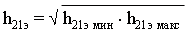 h₂₁э = √ h₂₁э мин · h₂₁э макс